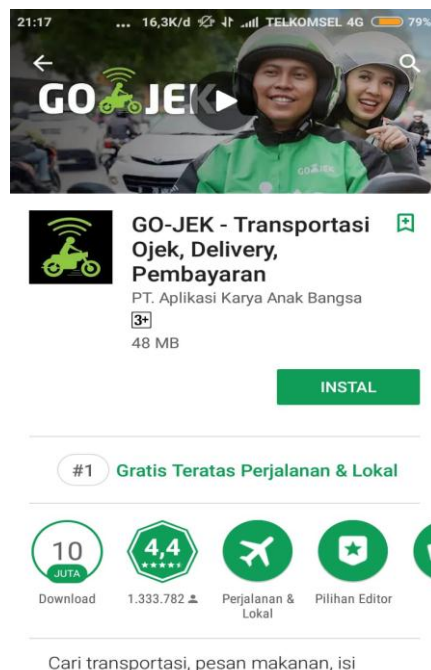 21:17 ... 16,3K/d TELKOMSEL 4G 79%
GO JEK
GOJEK
GO-JEK - Transportasi
Ojek, Delivery,
Pembayaran
PT. Aplikasi Karya Anak Bangsa
3+
48 MB
INSTAL
#1 Gratis Teratas Perjalanan & Lokal
10
JUTA
Download
4,4
1.333.782
Perjalanan &
Lokal
Pilihan Editor
Cari transportasi, pesan makanan, isi